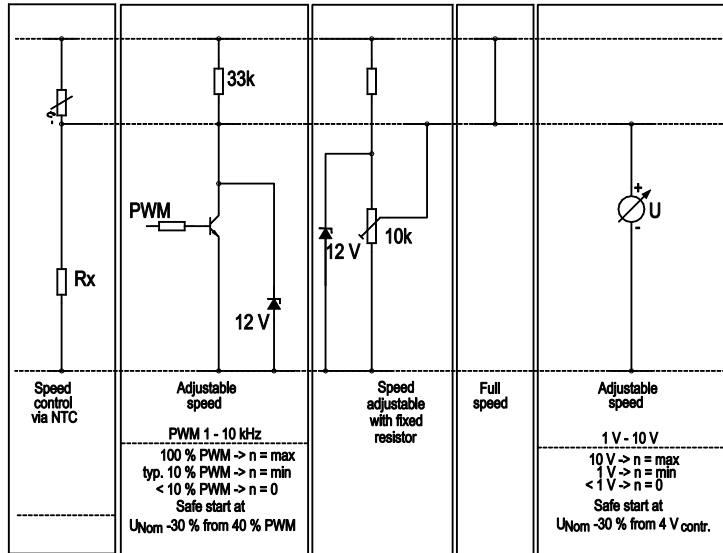 33k
PWM
12 V
Rx
12 V
10k
+
U
-
Speed
control
via NTC
Adjustable
speed
PWM 1 - 10 kHz
100 % PWM -> n = max
typ. 10 % PWM -> n = min
< 10 % PWM -> n = 0
Safe start at
UNom -30 % from 40 % PWM
Speed
adjustable
with fixed
resistor
Full
speed
Adjustable
speed
1 V - 10 V
10 V -> n = max
1 V -> n = min
< 1 V -> n = 0
Safe start at
UNom -30 % from 4 V contr.